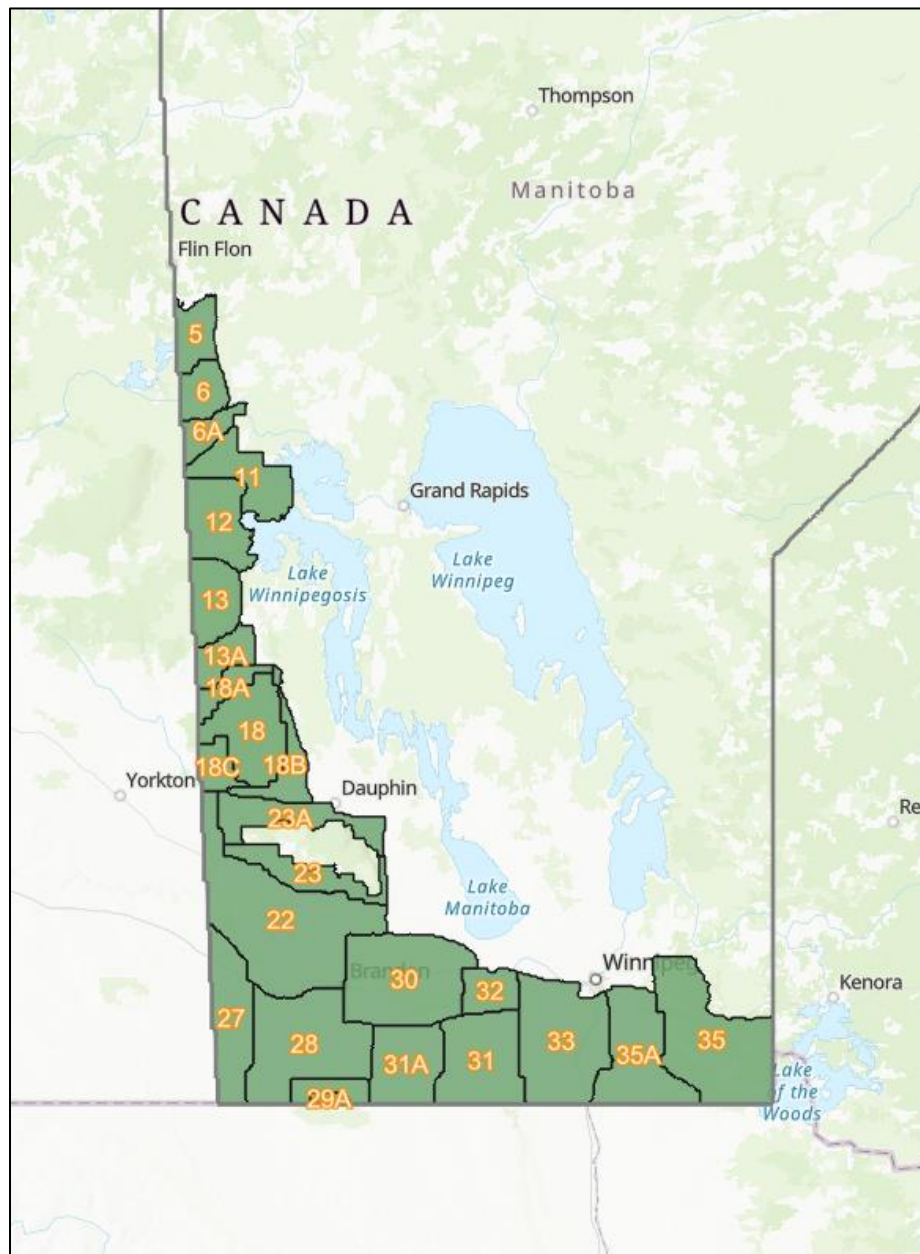 Thompson
Manitoba
CANADA
Flin Flon
5
6
6A
11
Grand Rapids
12
Lake
Winnipegosis
Lake
Winnipeg
13
13A
18A
18
18C
18B
Yorkton
Dauphin
23A
Re
23
Lake
Manitoba
22
Brandon
30
Winnipeg
32
Kenora
27
28
31A
31
33
35A
35
29A
Lake
of the
Woods